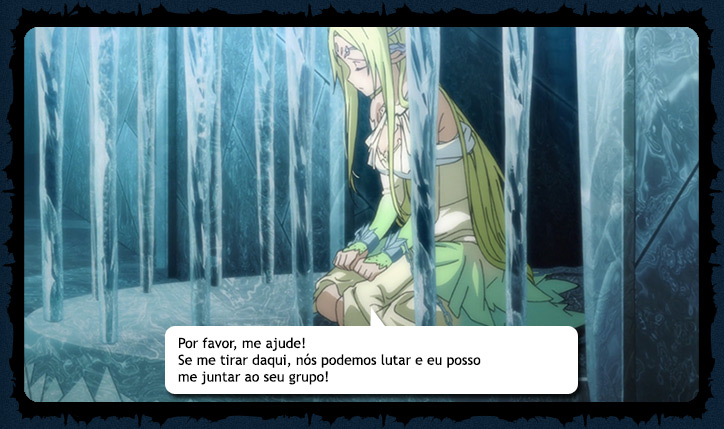 Por favor, me ajude!
Se me tirar daqui, nós podemos lutar e eu posso
me juntar ao seu grupo!